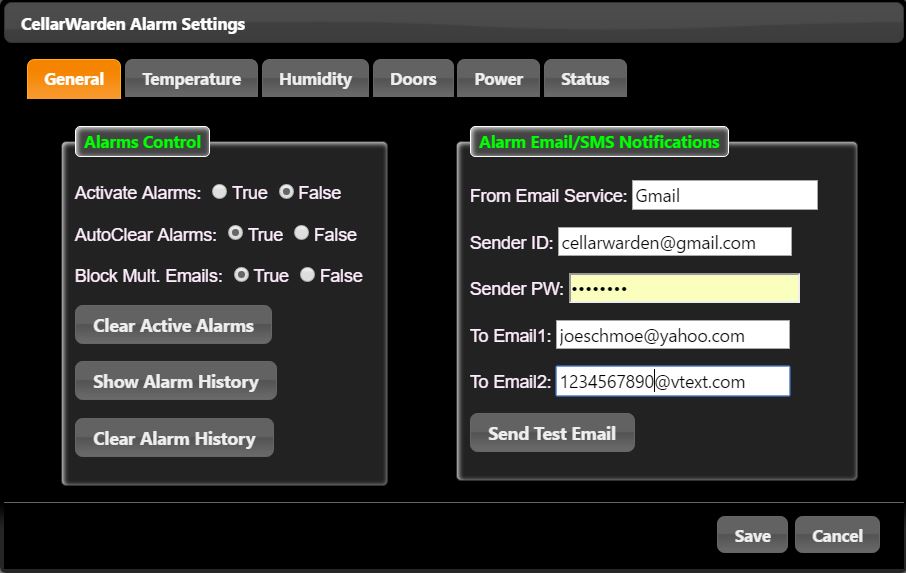 CellarWarden Alarm Settings
General Temperature Humidity Doors Power Status
Alarms Control
Activate Alarms: True False
AutoClear Alarms: True False
Block Mult. Emails: True False
Clear Active Alarms
Show Alarm History
Clear Alarm History
Alarm Email/SMS Notifications
From Email Service: Gmail
Sender ID: cellarwarden@gmail.com
Sender PW: ••••••••
To Email1: joeschmoe@yahoo.com
To Email2: 1234567890@vtext.com
Send Test Email
Save Cancel